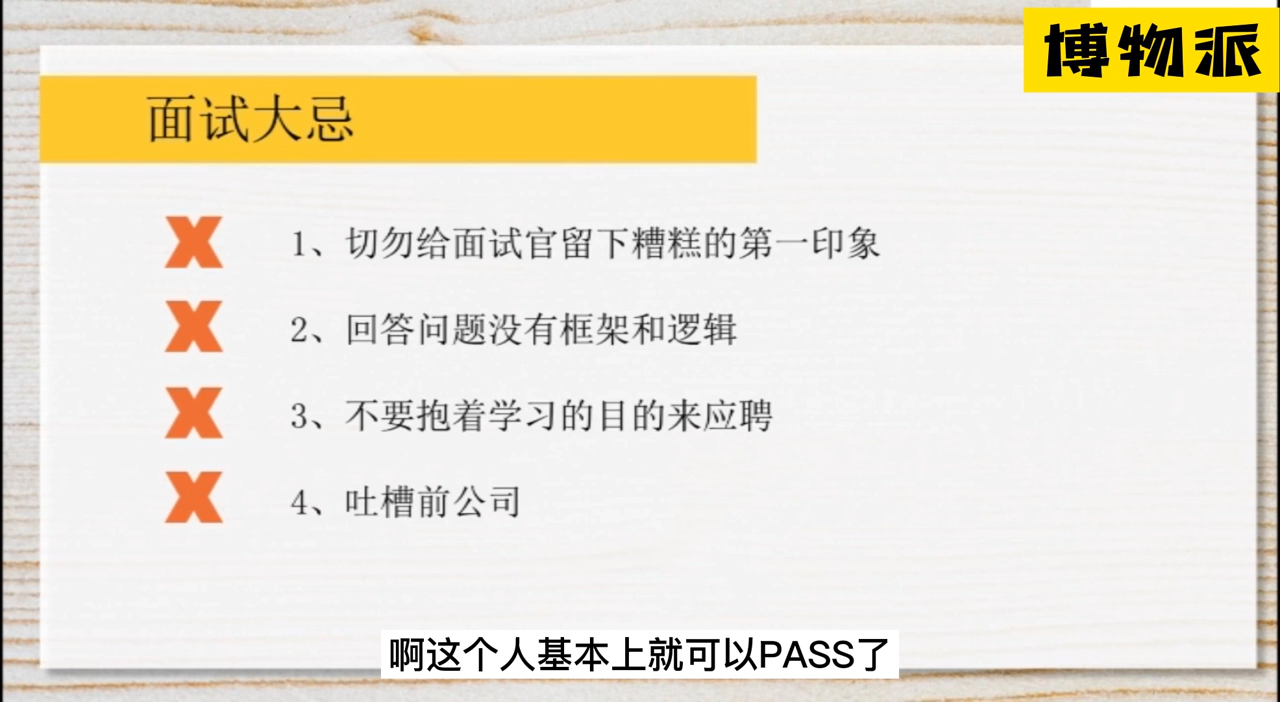 博物派
面试大忌
X 1、切勿给面试官留下糟糕的第一印象
X 2、回答问题没有框架和逻辑
X 3、不要抱着学习的目的来应聘
X 4、吐槽前公司
啊这个人基本上就可以PASS了